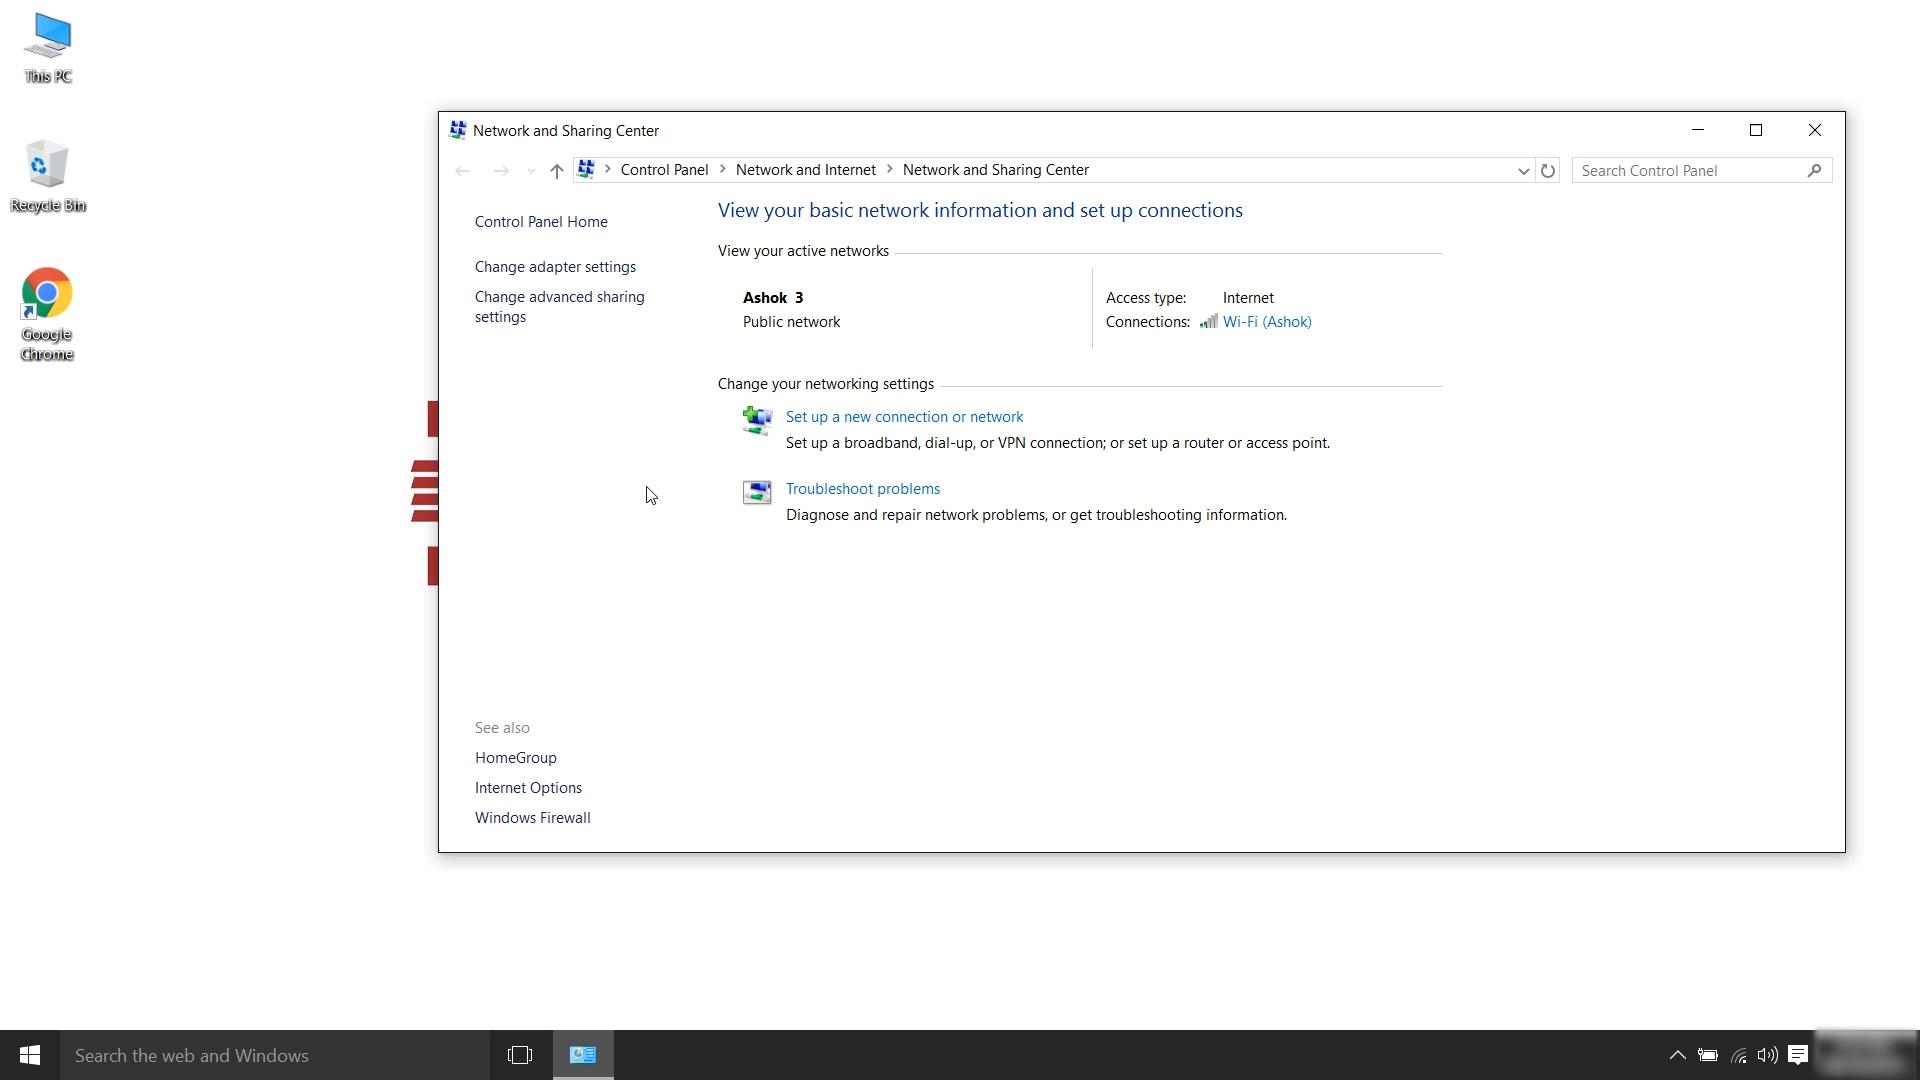 This PC
Recycle Bin
Google
Chrome
Network and Sharing Center
Control Panel > Network and Internet > Network and Sharing Center
Search Control Panel
Control Panel Home
Change adapter settings
Change advanced sharing
settings
View your basic network information and set up connections
View your active networks
Ashok 3
Public network
Access type: Internet
Connections: Wi-Fi (Ashok)
Change your networking settings
Set up a new connection or network
Set up a broadband, dial-up, or VPN connection; or set up a router or access point.
Troubleshoot problems
Diagnose and repair network problems, or get troubleshooting information.
See also
HomeGroup
Internet Options
Windows Firewall
Search the web and Windows